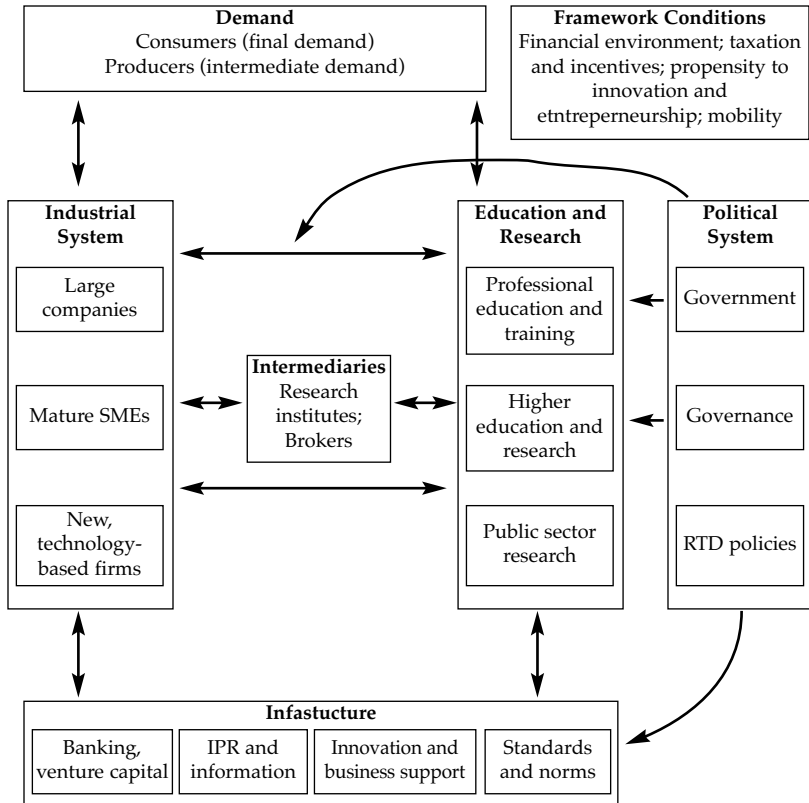 Demand
Consumers (final demand)
Producers (intermediate demand)
Framework Conditions
Financial environment; taxation
and incentives; propensity to
innovation and
etntreperneurship; mobility
Industrial
System
Large
companies
Mature SMEs
New,
technology-
based firms
Intermediaries
Research
institutes;
Brokers
Education and
Research
Professional
education and
training
Higher
education and
research
Public sector
research
Political
System
Government
Governance
RTD policies
Infastucture
Banking,
venture capital
IPR and
information
Innovation and
business support
Standards
and norms